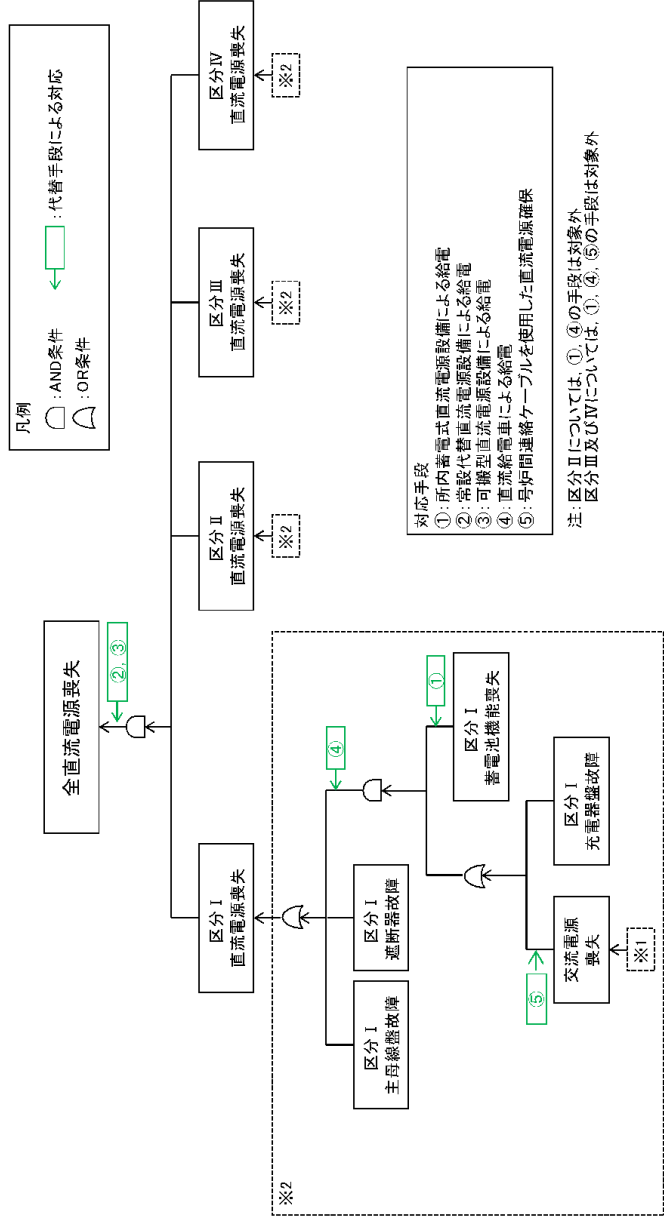 全直流電源喪失
②, ③
区分Ⅰ
直流電源喪失
区分Ⅱ
直流電源喪失
※2
区分Ⅲ
直流電源喪失
※2
区分Ⅳ
直流電源喪失
※2
※2
区分Ⅰ
主母線盤故障
区分Ⅰ
遮断器故障
④
①
区分Ⅰ
蓄電池機能喪失
⑤
交流電源
喪失
※1
区分Ⅰ
充電器盤故障
凡例
:AND条件
:OR条件
:代替手段による対応
対応手段
①:所内蓄電式直流電源設備による給電
②:常設代替直流電源設備による給電
③:可搬型直流電源設備による給電
④:直流給電車による給電
⑤:号炉間連絡ケーブルを使用した直流電源確保
注:区分Ⅱについては, ①, ④の手段は対象外
区分Ⅲ及びⅣについては, ①, ④, ⑤の手段は対象外